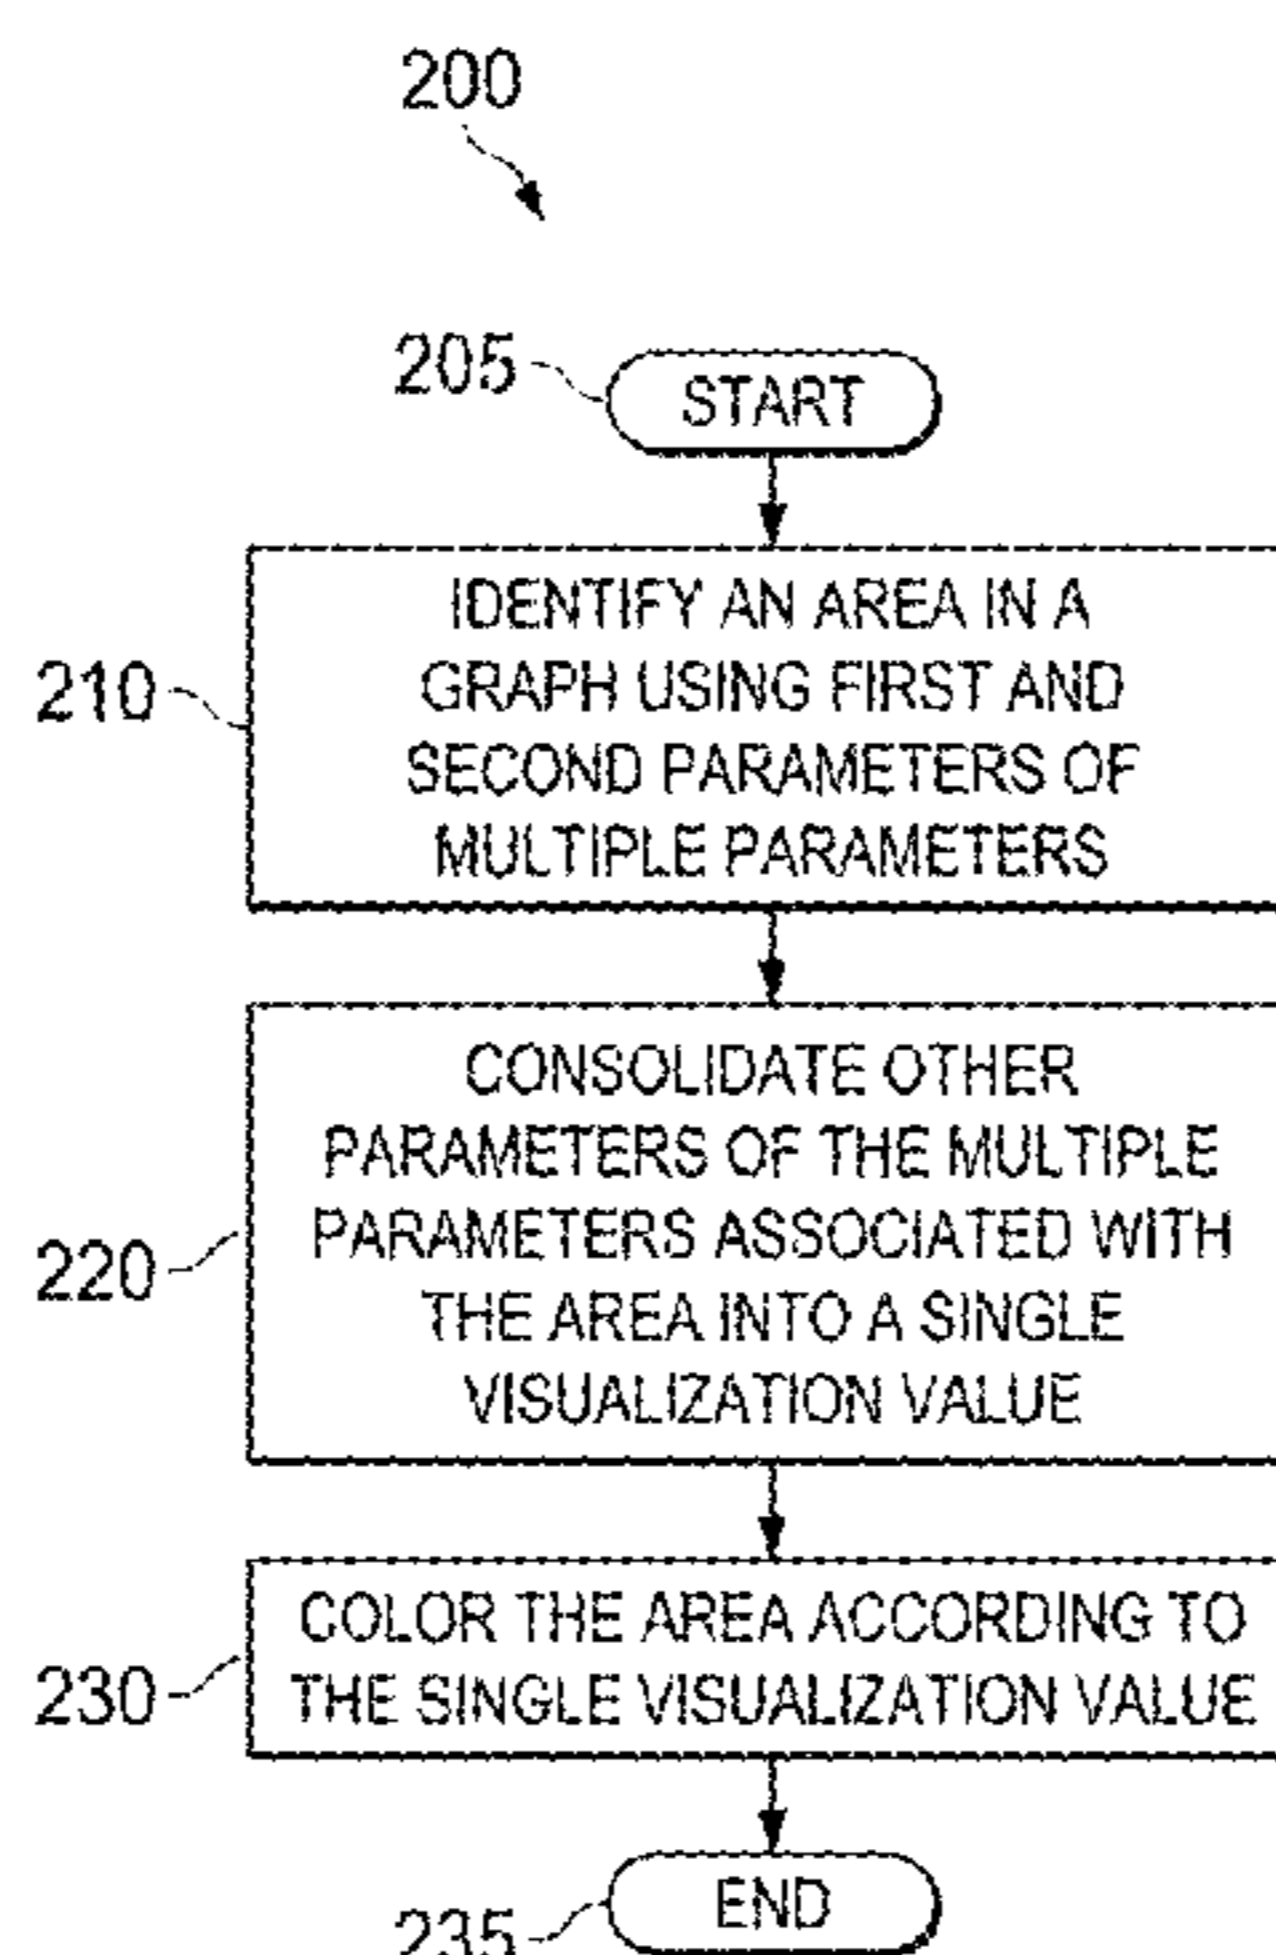 200
205
START
210
IDENTIFY AN AREA IN A
GRAPH USING FIRST AND
SECOND PARAMETERS OF
MULTIPLE PARAMETERS
220
CONSOLIDATE OTHER
PARAMETERS OF THE MULTIPLE
PARAMETERS ASSOCIATED WITH
THE AREA INTO A SINGLE
VISUALIZATION VALUE
230
COLOR THE AREA ACCORDING TO
THE SINGLE VISUALIZATION VALUE
235
END